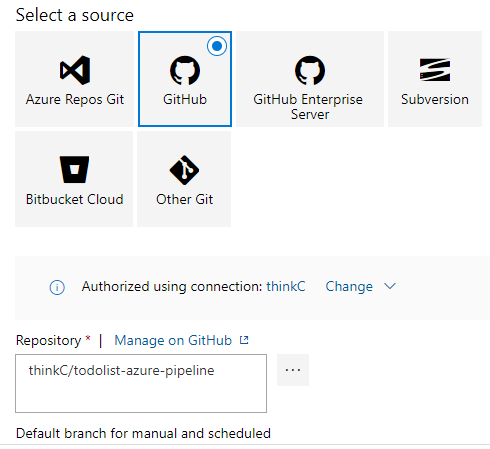 Select a source
Azure Repos Git
GitHub
GitHub Enterprise
Server
Subversion
Bitbucket Cloud
Other Git
Authorized using connection: thinkC Change
Repository * | Manage on GitHub
thinkC/todolist-azure-pipeline
...
Default branch for manual and scheduled